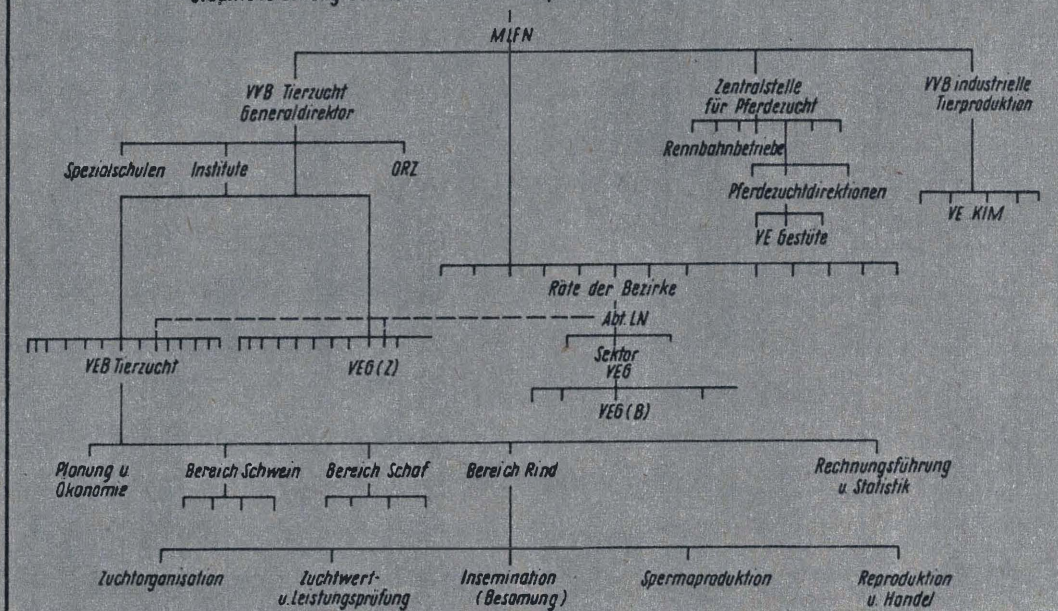 MLFN
VVB Tierzucht
Generaldirektor
Zentralstelle
für Pferdezucht
VVB industrielle
Tierproduktion
Spezialschulen
Institute
ORZ
Rennbahnbetriebe
Pferdezuchtdirektionen
VE Gestüte
VE KIM
Räte der Bezirke
Abt. LN
Sektor
VEG
VEG (B)
VEB Tierzucht
VEG (Z)
Planung u.
Ökonomie
Bereich Schwein
Bereich Schaf
Bereich Rind
Rechnungsführung
u. Statistik
Zuchtorganisation
Zuchtwert-
u. Leistungsprüfung
Insemination
(Besamung)
Spermaproduktion
Reproduktion
u. Handel